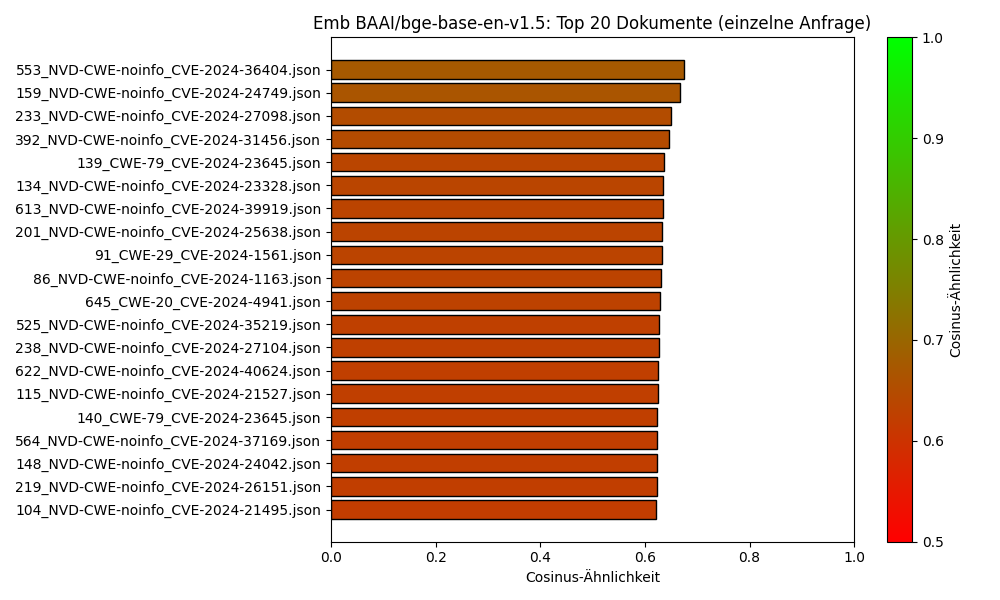 Emb BAAI/bge-base-en-v1.5: Top 20 Dokumente (einzelne Anfrage)
553_NVD-CWE-noinfo_CVE-2024-36404.json
159_NVD-CWE-noinfo_CVE-2024-24749.json
233_NVD-CWE-noinfo_CVE-2024-27098.json
392_NVD-CWE-noinfo_CVE-2024-31456.json
139_CWE-79_CVE-2024-23645.json
134_NVD-CWE-noinfo_CVE-2024-23328.json
613_NVD-CWE-noinfo_CVE-2024-39919.json
201_NVD-CWE-noinfo_CVE-2024-25638.json
91_CWE-29_CVE-2024-1561.json
86_NVD-CWE-noinfo_CVE-2024-1163.json
645_CWE-20_CVE-2024-4941.json
525_NVD-CWE-noinfo_CVE-2024-35219.json
238_NVD-CWE-noinfo_CVE-2024-27104.json
622_NVD-CWE-noinfo_CVE-2024-40624.json
115_NVD-CWE-noinfo_CVE-2024-21527.json
140_CWE-79_CVE-2024-23645.json
564_NVD-CWE-noinfo_CVE-2024-37169.json
148_NVD-CWE-noinfo_CVE-2024-24042.json
219_NVD-CWE-noinfo_CVE-2024-26151.json
104_NVD-CWE-noinfo_CVE-2024-21495.json
0.0 0.2 0.4 0.6 0.8 1.0
Cosinus-Ähnlichkeit
1.0
0.9
0.8
0.7
0.6
0.5
Cosinus-Ähnlichkeit